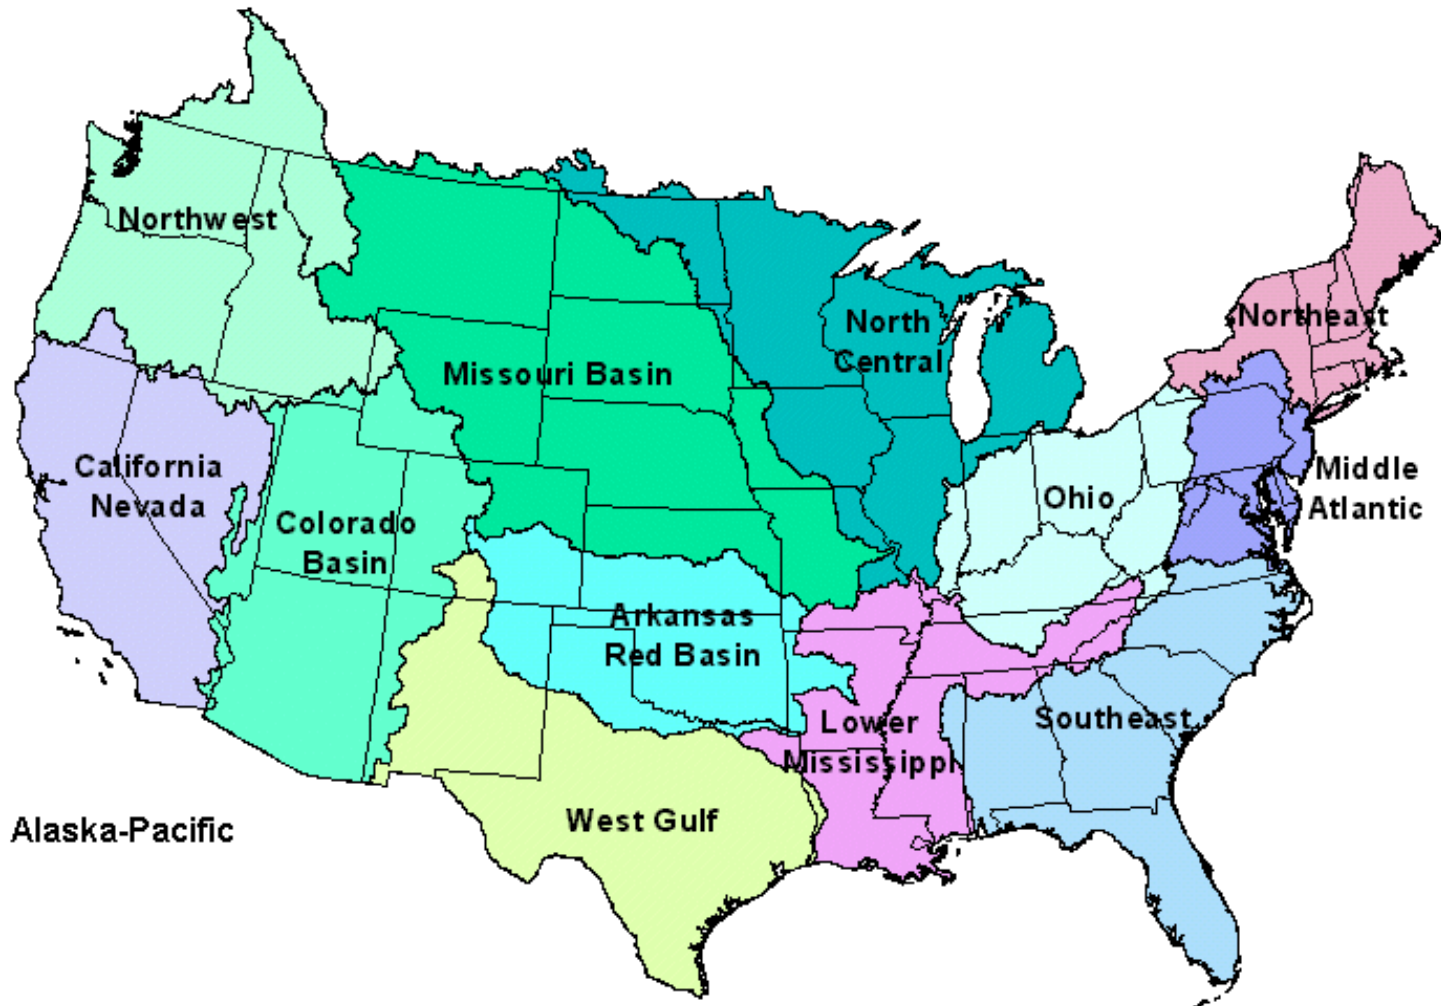 Northwest
North
Central
Northeast
Missouri Basin
California
Nevada
Colorado
Basin
Ohio
Middle
Atlantic
Arkansas
Red Basin
Lower
Mississippi
Southeast
West Gulf
Alaska-Pacific